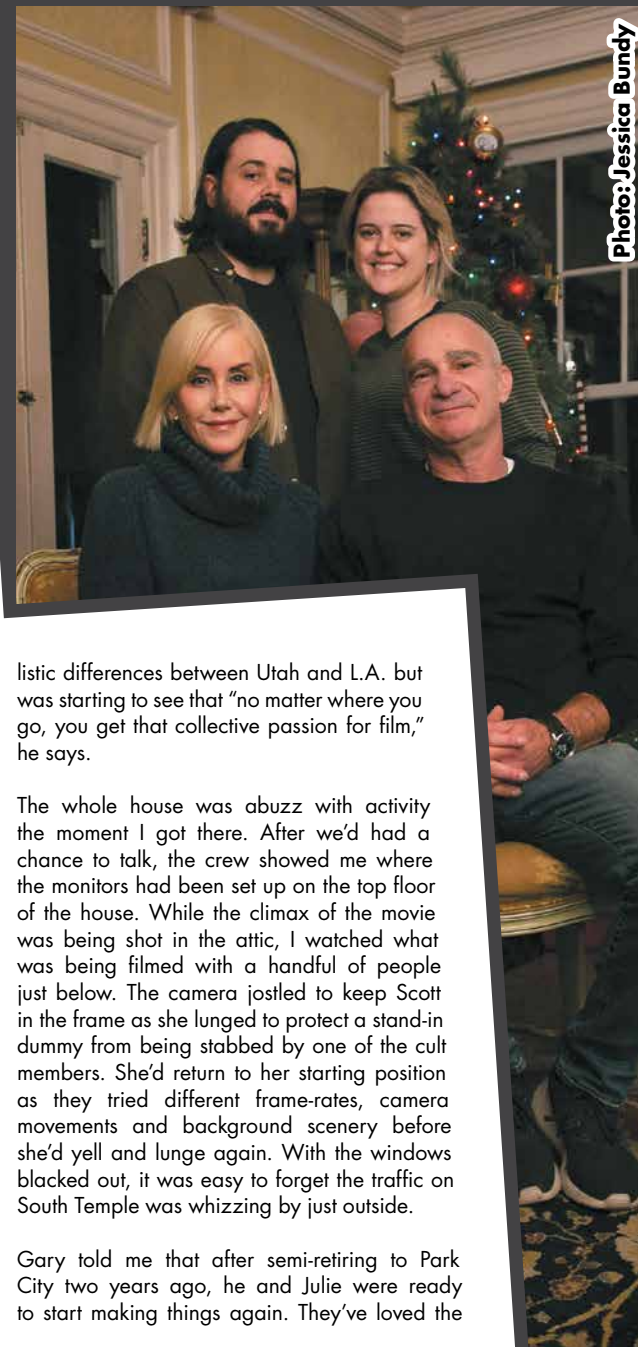 Photo: Jessica Bundy
listic differences between Utah and L.A. but
was starting to see that “no matter where you
go, you get that collective passion for film,”
he says.
The whole house was abuzz with activity
the moment I got there. After we’d had a
chance to talk, the crew showed me where
the monitors had been set up on the top floor
of the house. While the climax of the movie
was being shot in the attic, I watched what
was being filmed with a handful of people
just below. The camera jostled to keep Scott
in the frame as she lunged to protect a stand-in
dummy from being stabbed by one of the cult
members. She’d return to her starting position
as they tried different frame-rates, camera
movements and background scenery before
she’d yell and lunge again. With the windows
blacked out, it was easy to forget the traffic on
South Temple was whizzing by just outside.
Gary told me that after semi-retiring to Park
City two years ago, he and Julie were ready
to start making things again. They’ve loved the